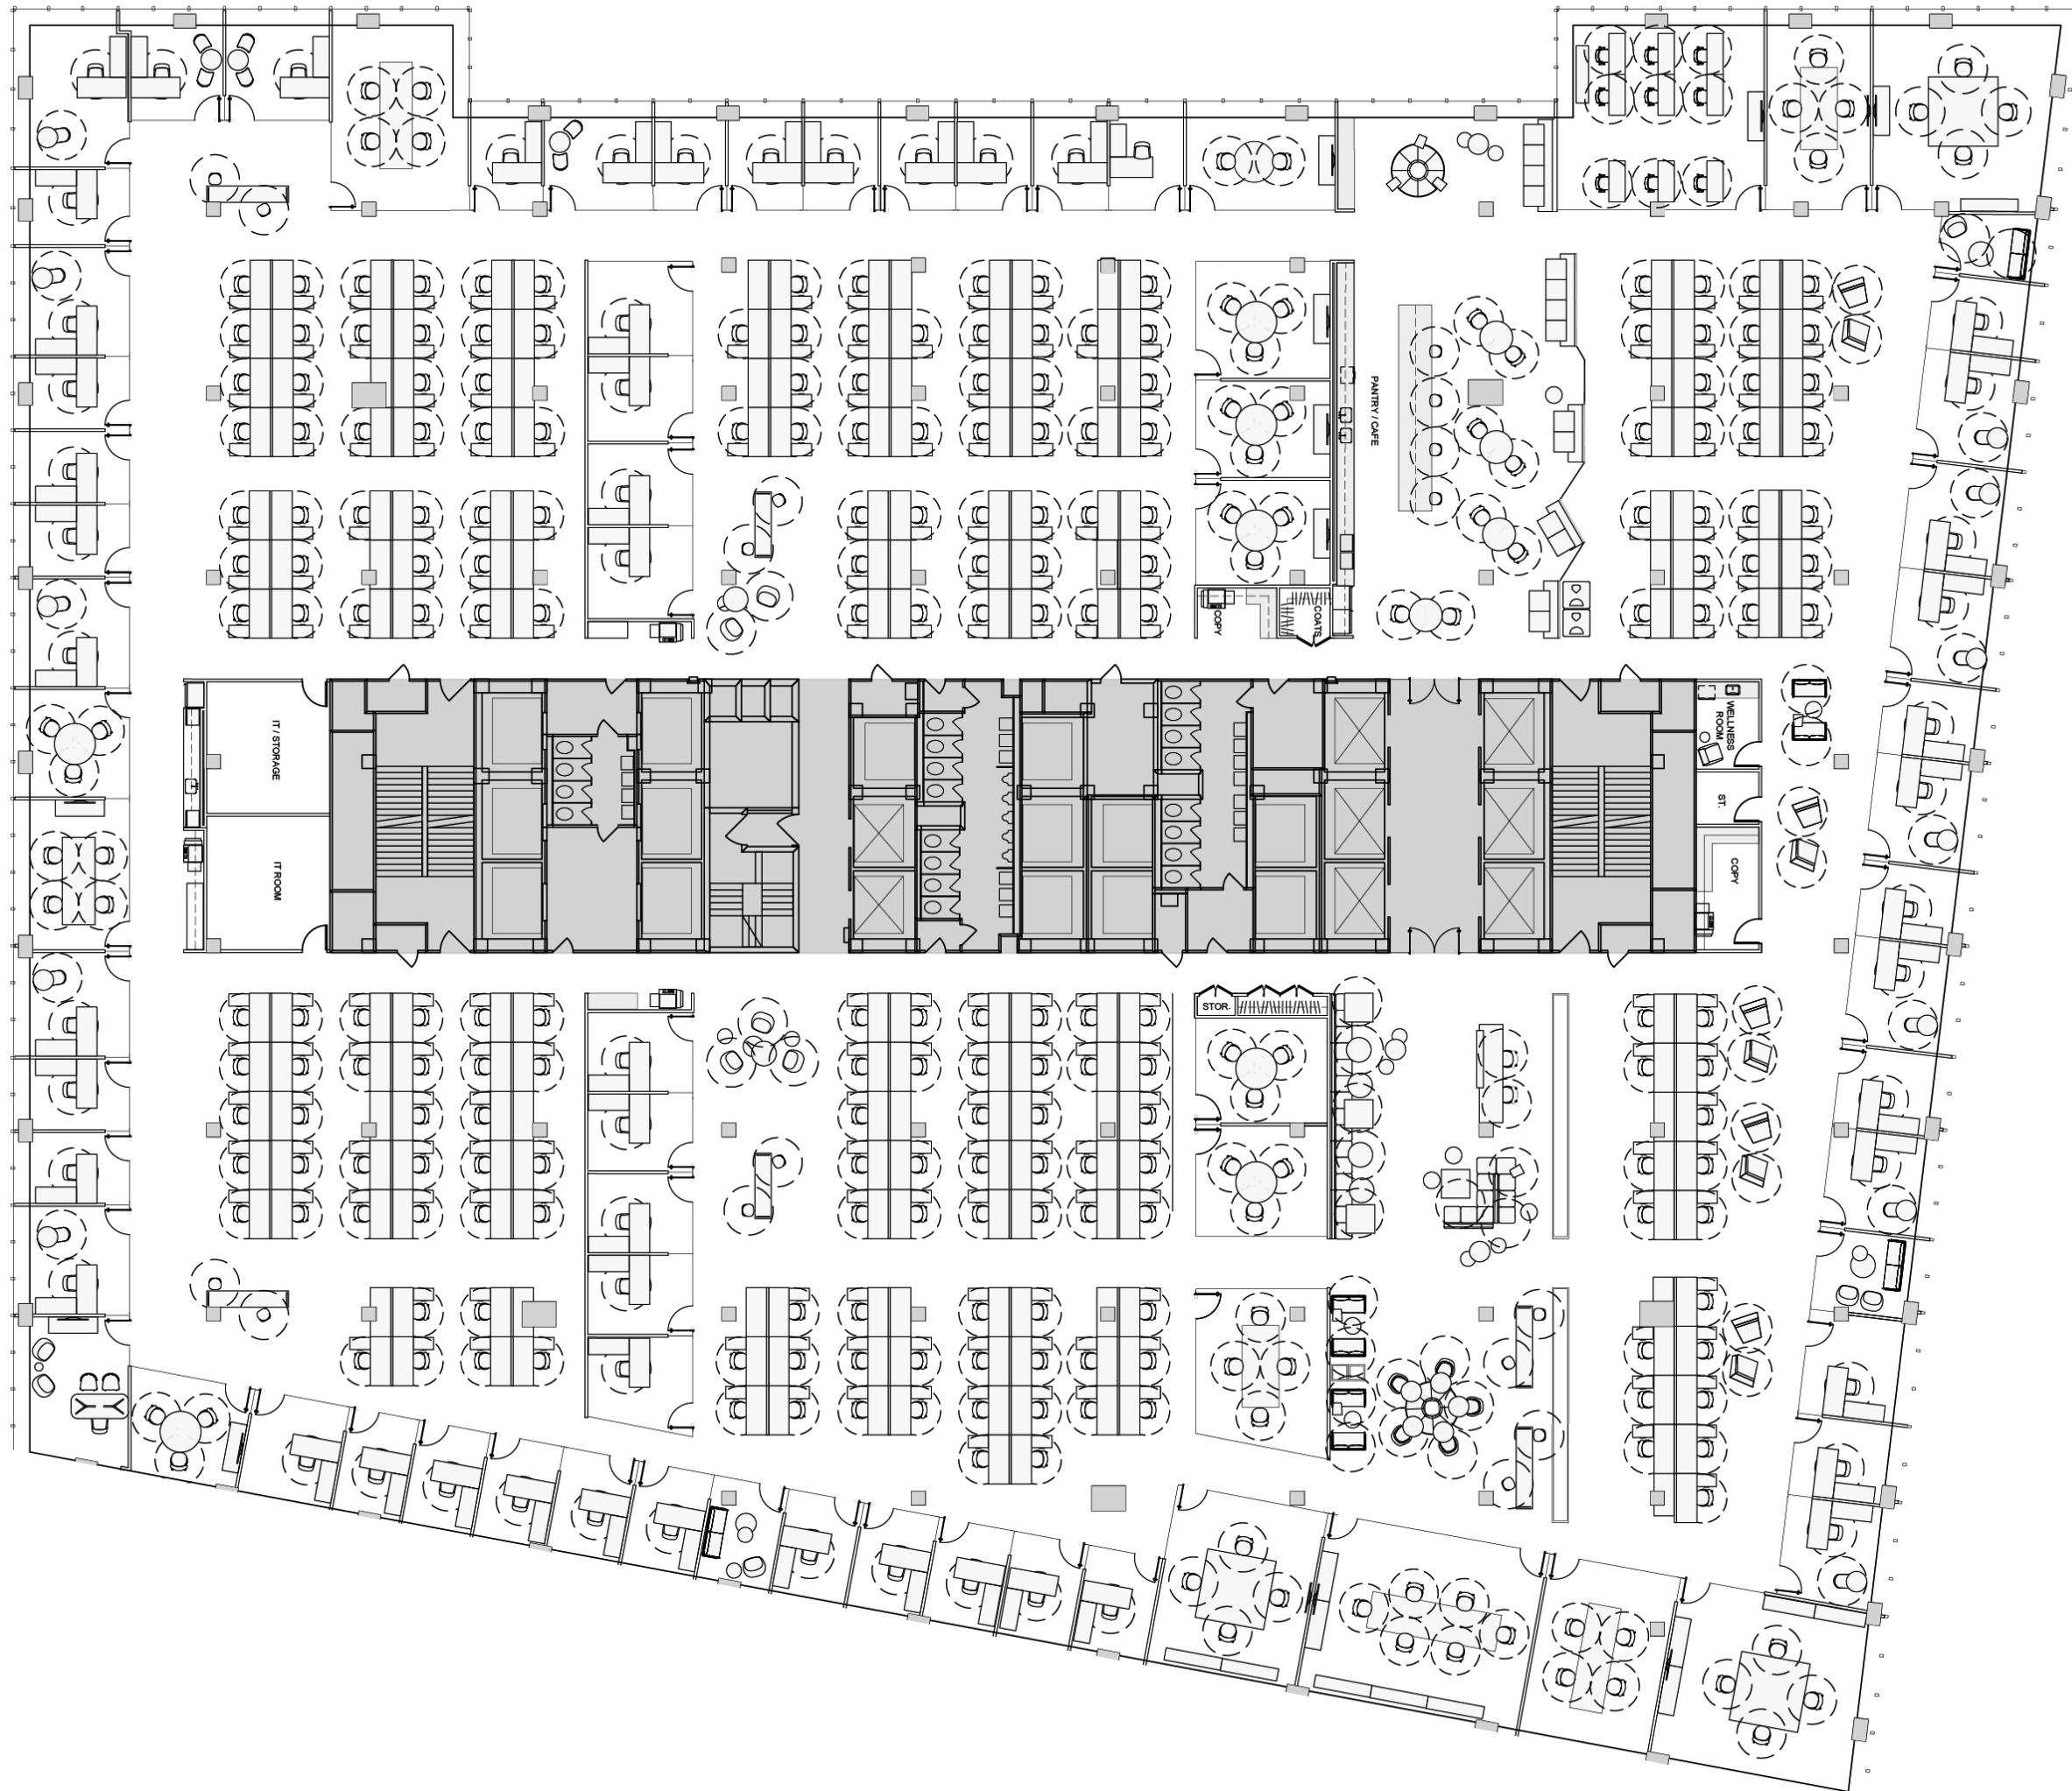 PANTRY / CAFE
COPY
COATS
IT / STORAGE
WELLNESS
ROOM
ST.
IT ROOM
COPY
STOR.